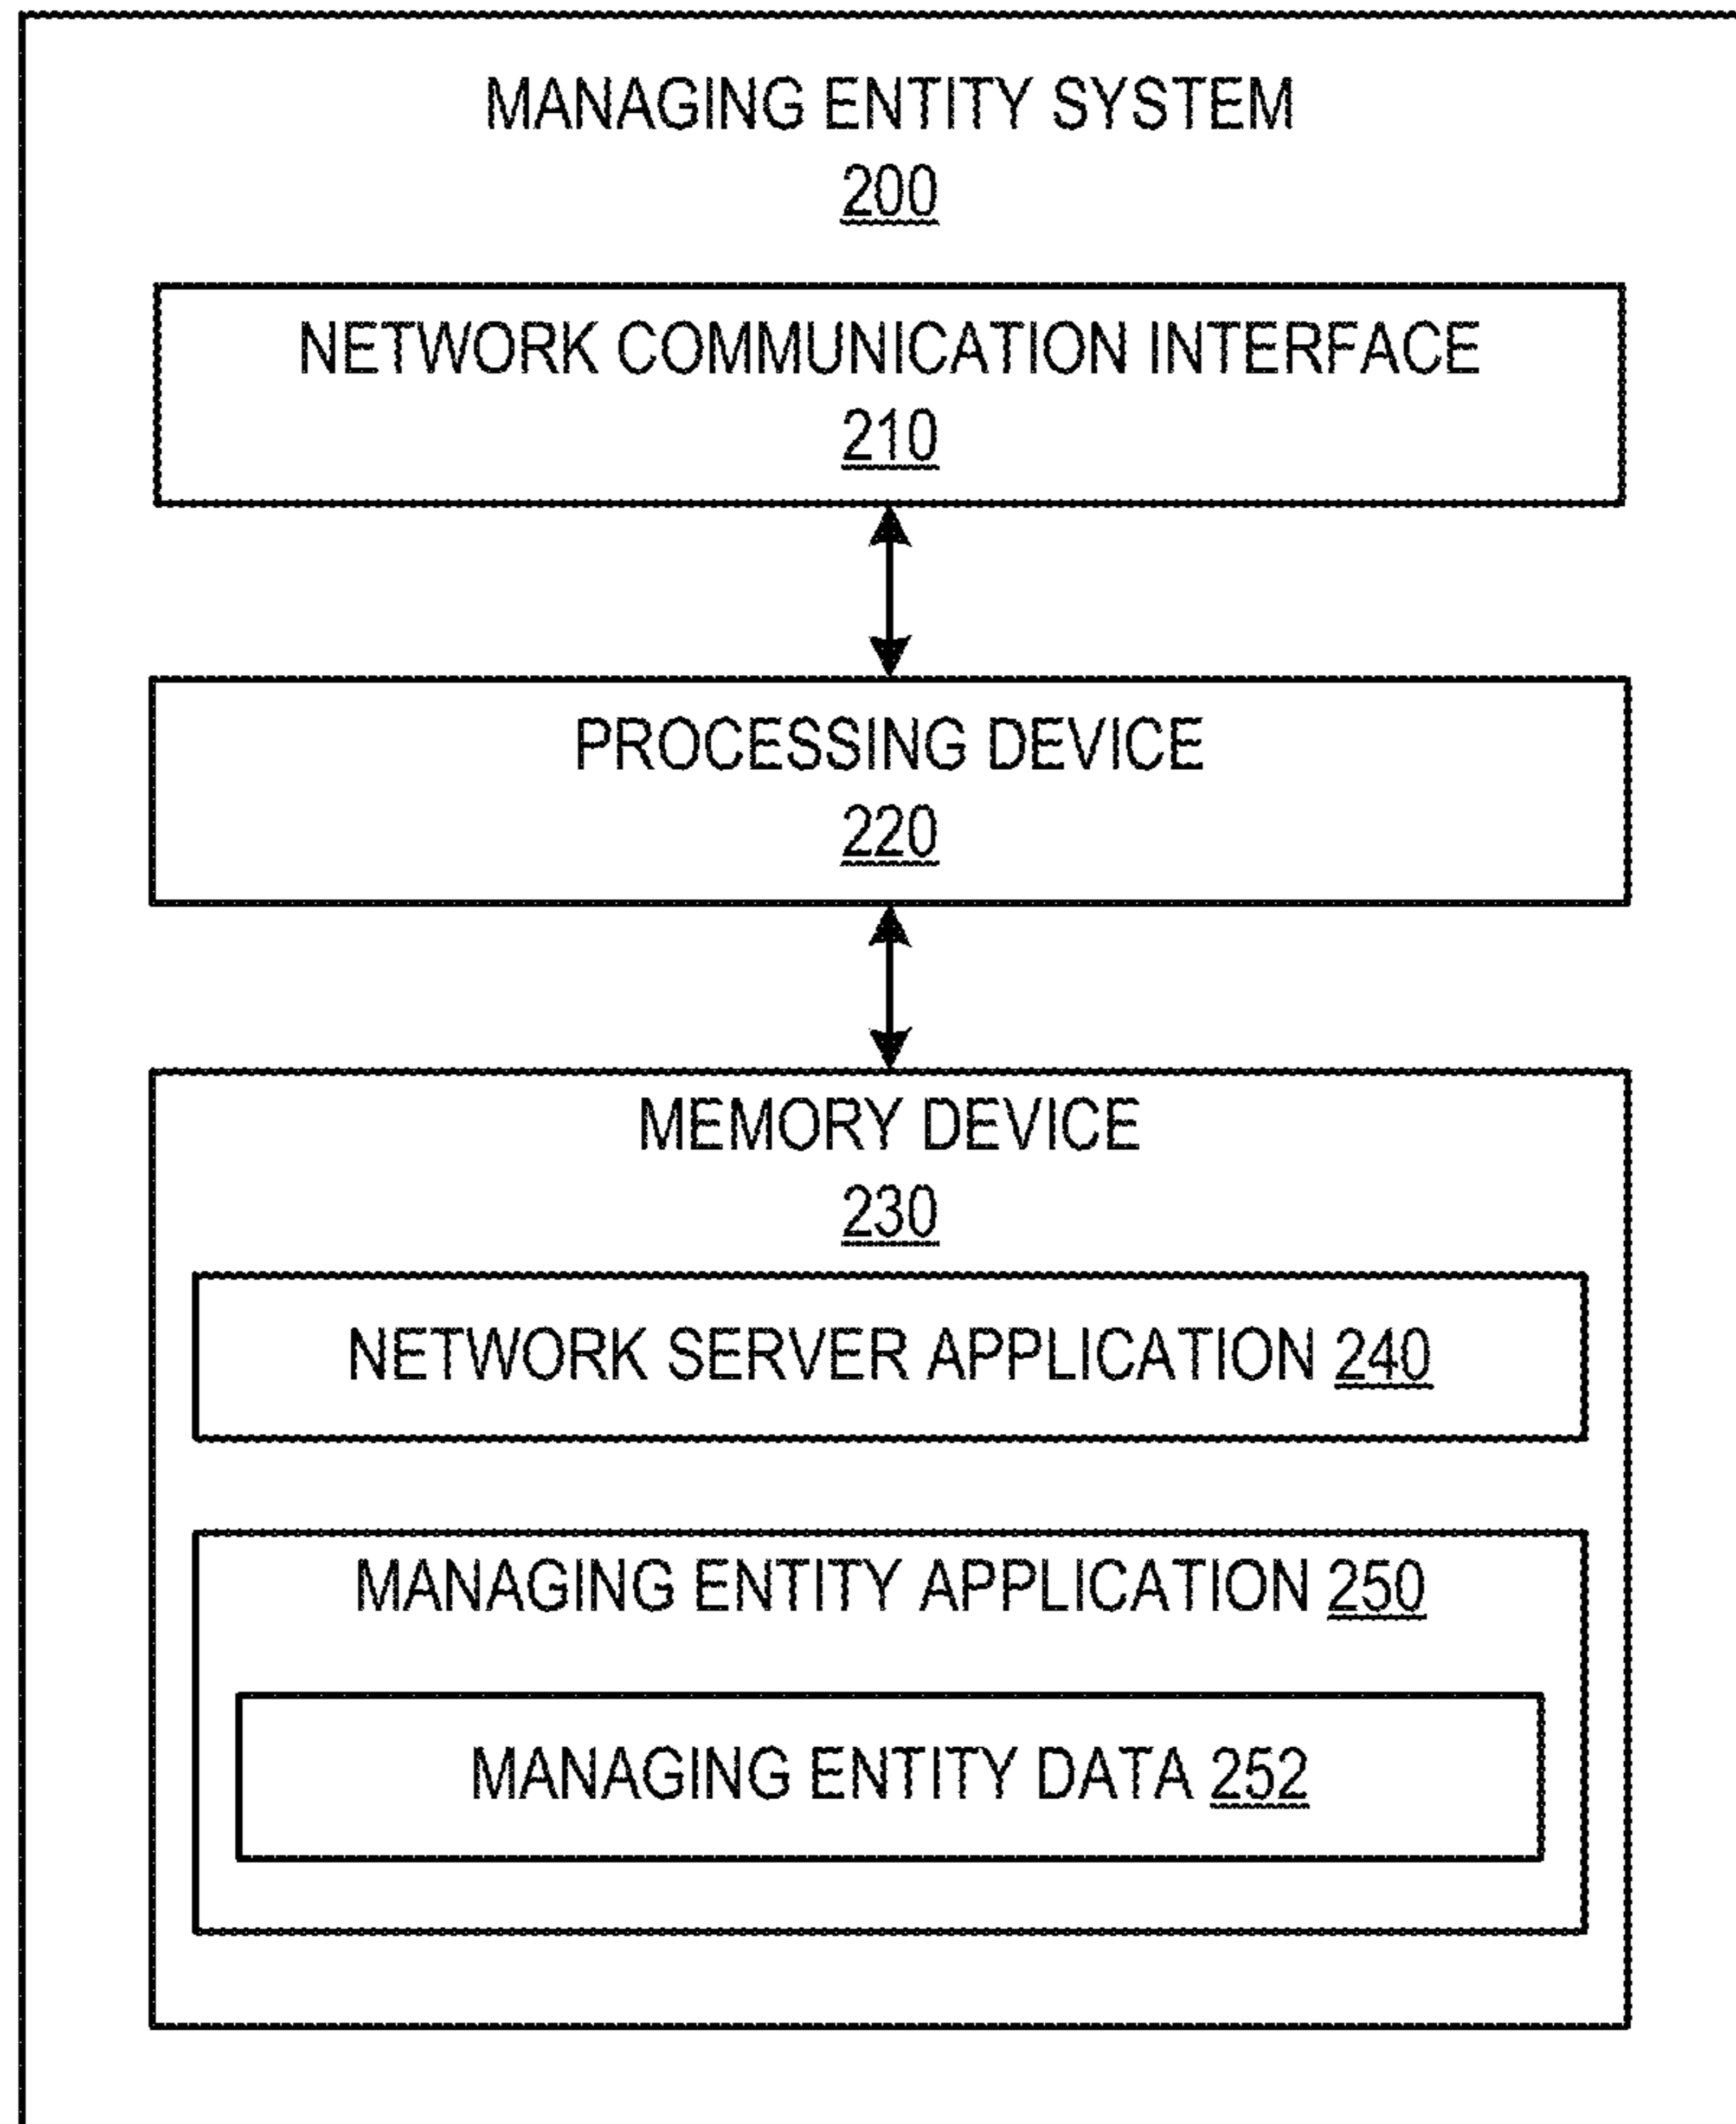 MANAGING ENTITY SYSTEM
200
NETWORK COMMUNICATION INTERFACE
210
PROCESSING DEVICE
220
MEMORY DEVICE
230
NETWORK SERVER APPLICATION 240
MANAGING ENTITY APPLICATION 250
MANAGING ENTITY DATA 252